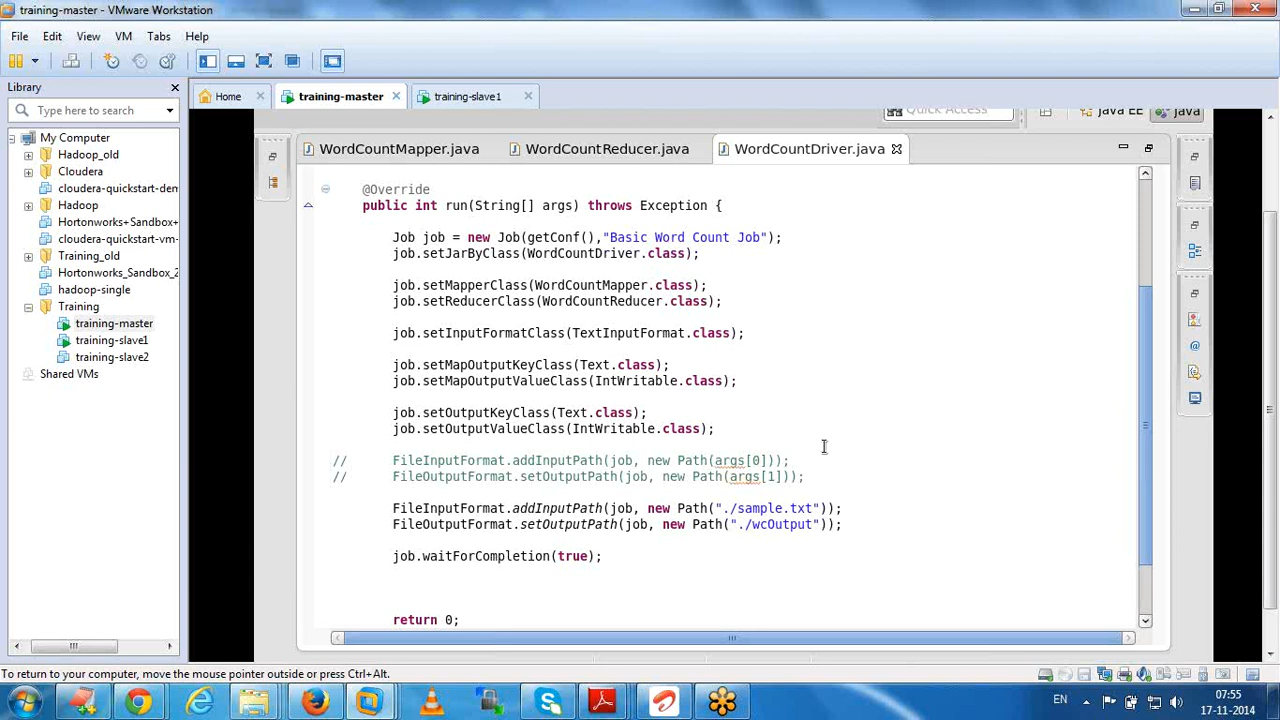 training-master - VMware Workstation
File Edit View VM Tabs Help
Library
Type here to search
Home
training-master
training-slave1
My Computer
Hadoop_old
Cloudera
cloudera-quickstart-dem
Hadoop
Hortonworks+Sandbox+
cloudera-quickstart-vm-
Training_old
Hortonworks_Sandbox_2
hadoop-single
Training
training-master
training-slave1
training-slave2
Shared VMs
Quick Access
Java EE
Java
WordCountMapper.java
WordCountReducer.java
WordCountDriver.java
@Override
public int run(String[] args) throws Exception {
Job job = new Job(getConf(),"Basic Word Count Job");
job.setJarByClass(WordCountDriver.class);
job.setMapperClass(WordCountMapper.class);
job.setReducerClass(WordCountReducer.class);
job.setInputFormatClass(TextInputFormat.class);
job.setMapOutputKeyClass(Text.class);
job.setMapOutputValueClass(IntWritable.class);
job.setOutputKeyClass(Text.class);
job.setOutputValueClass(IntWritable.class);
// FileInputFormat.addInputPath(job, new Path(args[0]));
// FileOutputFormat.setOutputPath(job, new Path(args[1]));
FileInputFormat.addInputPath(job, new Path("./sample.txt"));
FileOutputFormat.setOutputPath(job, new Path("./wcOutput"));
job.waitForCompletion(true);
return 0;
To return to your computer, move the mouse pointer outside or press Ctrl+Alt.
EN
07:55
17-11-2014